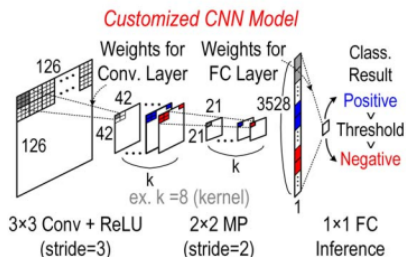 Customized CNN Model
126
126
Weights for
Conv. Layer
42
42
k
ex. k =8 (kernel)
Weights for
FC Layer
21
21
k
3528
1
Class.
Result
Positive
Threshold
Negative
3×3 Conv + ReLU
(stride=3)
2×2 MP
(stride=2)
1×1 FC
Inference